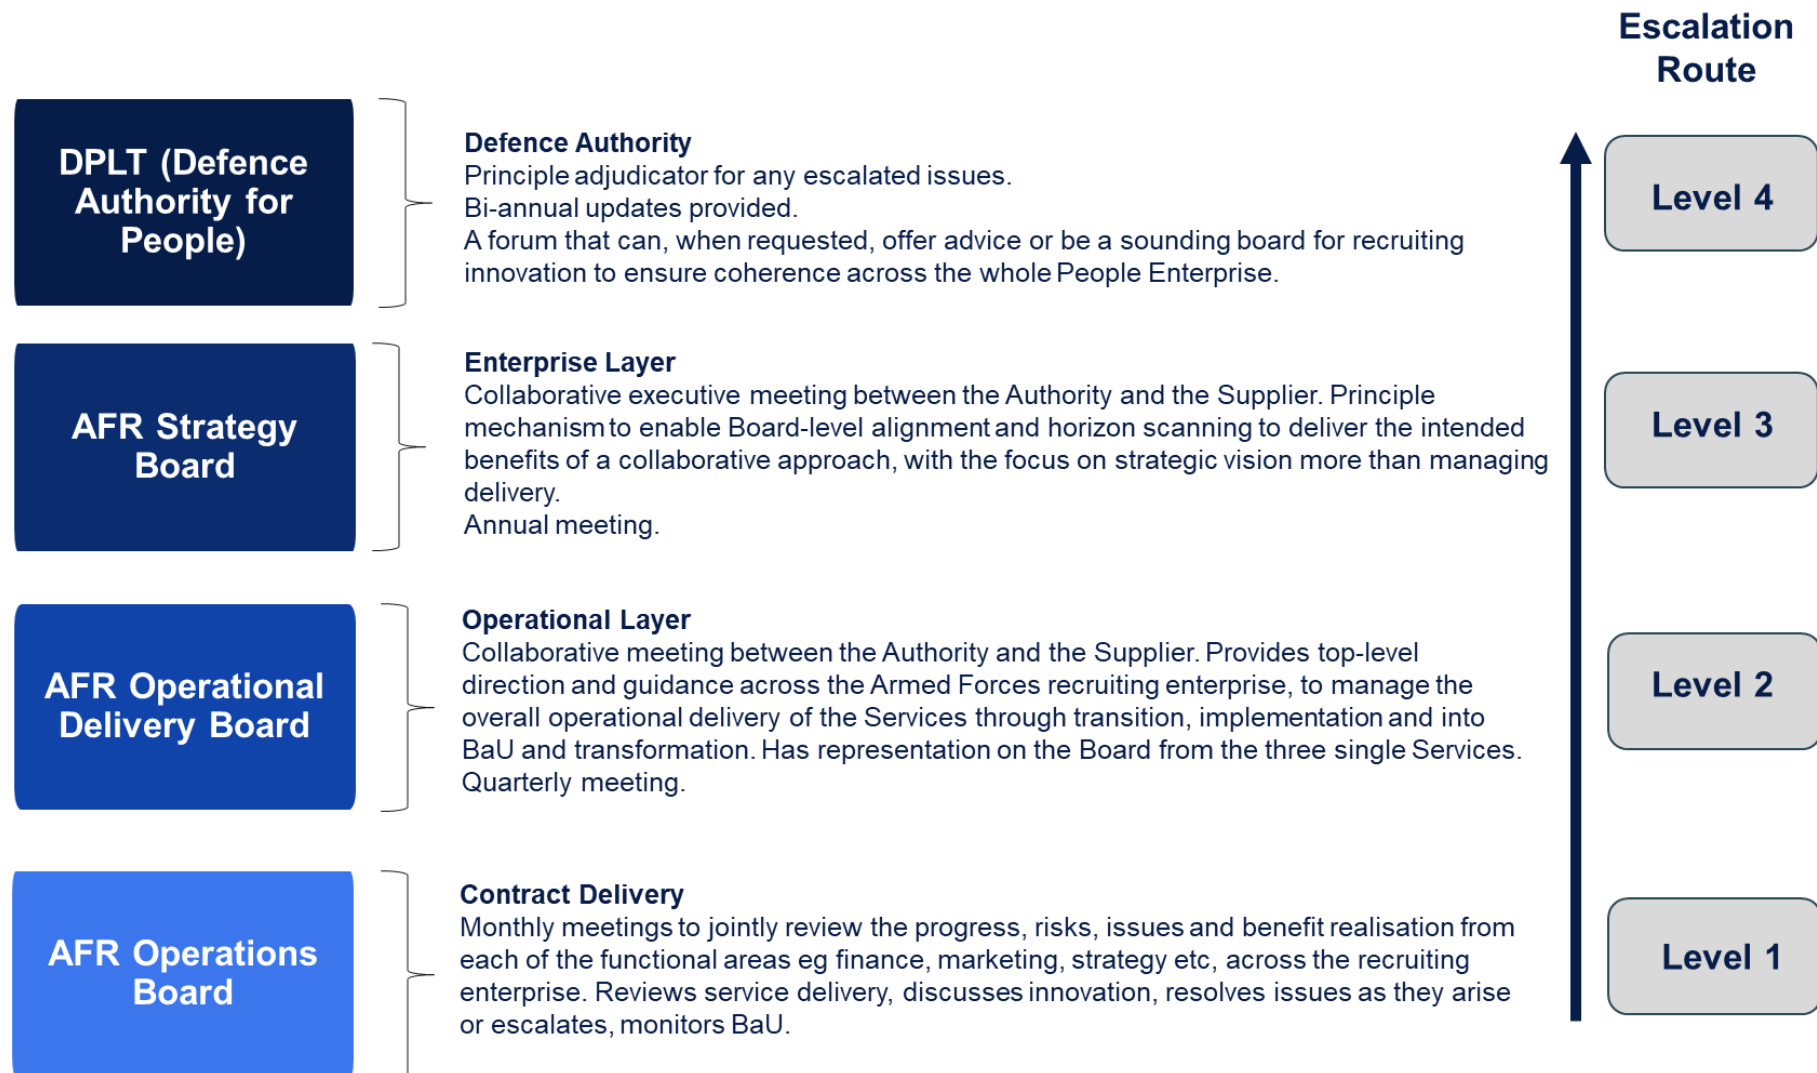 Escalation
Route
DPLT (Defence
Authority for
People)
Defence Authority
Principle adjudicator for any escalated issues.
Bi-annual updates provided.
A forum that can, when requested, offer advice or be a sounding board for recruiting
innovation to ensure coherence across the whole People Enterprise.
Level 4
AFR Strategy
Board
Enterprise Layer
Collaborative executive meeting between the Authority and the Supplier. Principle
mechanism to enable Board-level alignment and horizon scanning to deliver the intended
benefits of a collaborative approach, with the focus on strategic vision more than managing
delivery.
Annual meeting.
Level 3
AFR Operational
Delivery Board
Operational Layer
Collaborative meeting between the Authority and the Supplier. Provides top-level
direction and guidance across the Armed Forces recruiting enterprise, to manage the
overall operational delivery of the Services through transition, implementation and into
BaU and transformation. Has representation on the Board from the three single Services.
Quarterly meeting.
Level 2
AFR Operations
Board
Contract Delivery
Monthly meetings to jointly review the progress, risks, issues and benefit realisation from
each of the functional areas eg finance, marketing, strategy etc, across the recruiting
enterprise. Reviews service delivery, discusses innovation, resolves issues as they arise
or escalates, monitors BaU.
Level 1